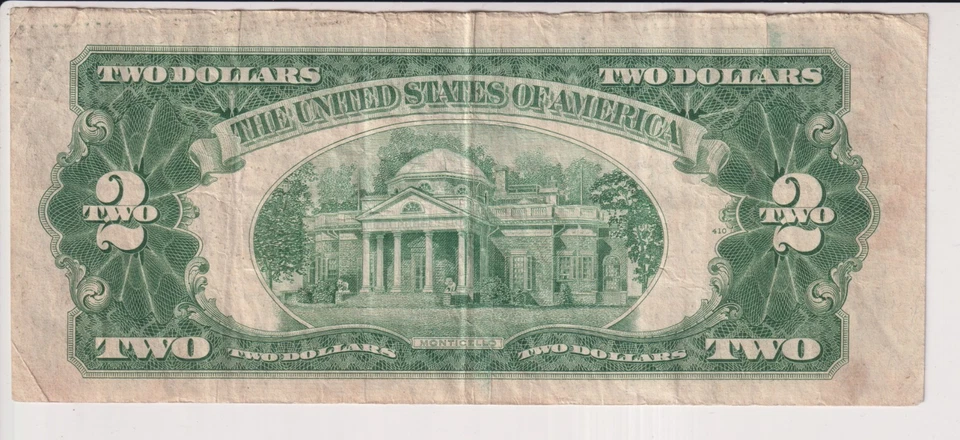 TWO DOLLARS TWO DOLLARS
THE UNITED STATES OF AMERICA
2 2
TWO TWO
410
TWO TWO DOLLARS MONTICELLO TWO DOLLARS TWO